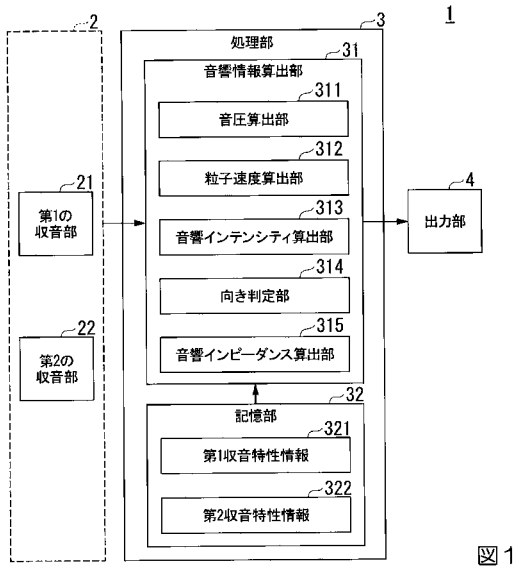 1
2
3
処理部
31
音響情報算出部
311
音圧算出部
312
粒子速度算出部
21
第1の
収音部
313
音響インテンシティ算出部
4
出力部
314
向き判定部
22
第2の
収音部
315
音響インピーダンス算出部
32
記憶部
321
第1収音特性情報
322
第2収音特性情報
図1